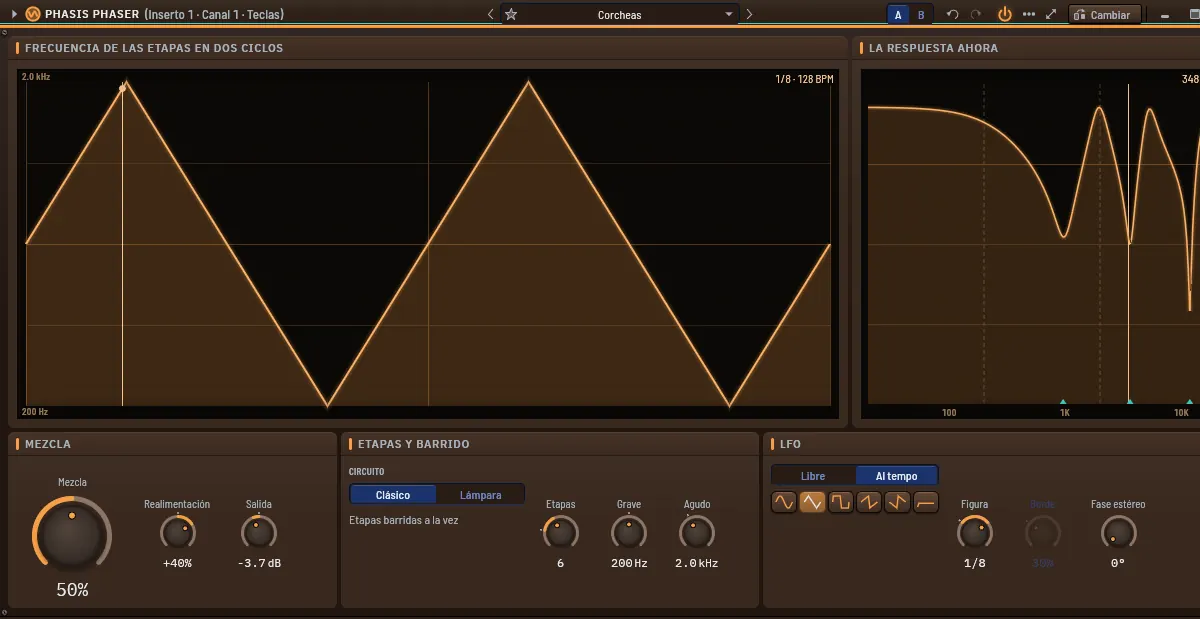 PHASIS PHASER (Inserto 1 · Canal 1 · Teclas)
Corcheas
A B
Cambiar
FRECUENCIA DE LAS ETAPAS EN DOS CICLOS
LA RESPUESTA AHORA
2.0 kHz
1/8 · 128 BPM
348
200 Hz
100
1K
10K
MEZCLA
ETAPAS Y BARRIDO
LFO
Mezcla
50%
Realimentación
+40%
Salida
-3.7 dB
CIRCUITO
Clásico
Lámpara
Etapas barridas a la vez
Etapas
6
Grave
200 Hz
Agudo
2.0 kHz
Libre
Al tempo
Figura
1/8
Borde
Fase estéreo
0°